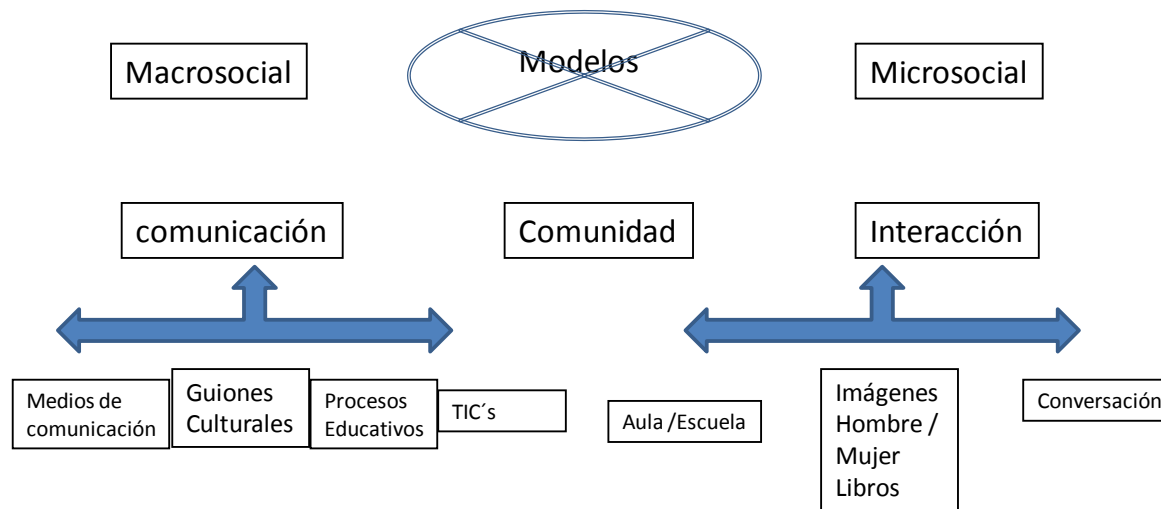 Macrosocial
Modelos
Microsocial
comunicación
Comunidad
Interacción
Medios de
comunicación
Guiones
Culturales
Procesos
Educativos
TIC´s
Aula /Escuela
Imágenes
Hombre /
Mujer
Libros
Conversación